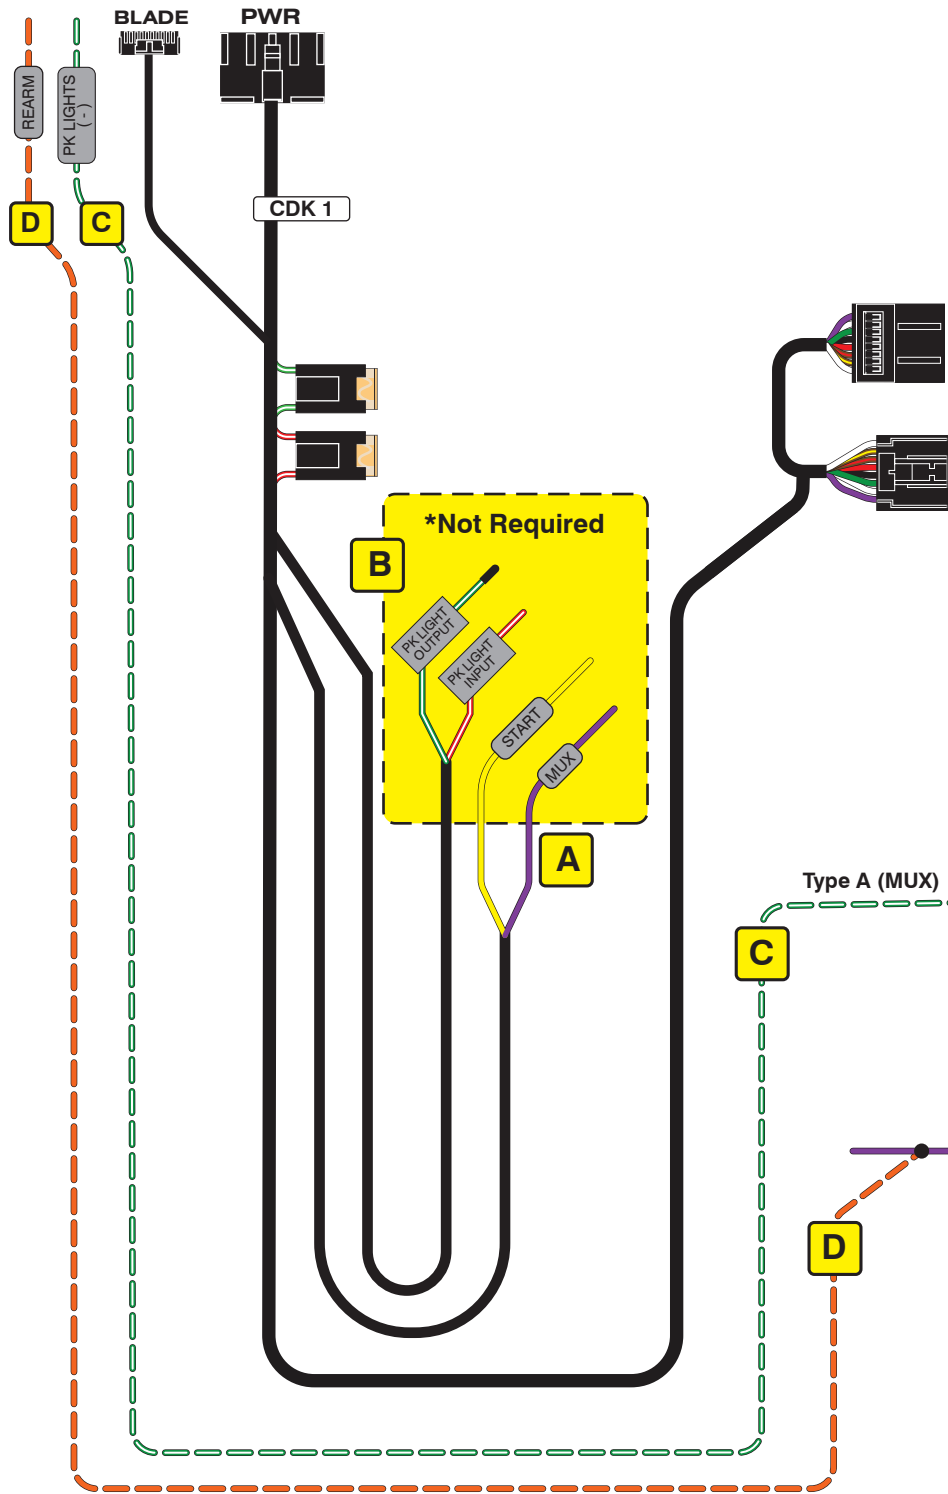 BLADE
PWR
REARM
PK LIGHTS
( - )
D
C
CDK 1
*Not Required
B
PK LIGHT
OUTPUT
PK LIGHT
INPUT
START
MUX
A
Type A (MUX)
C
D